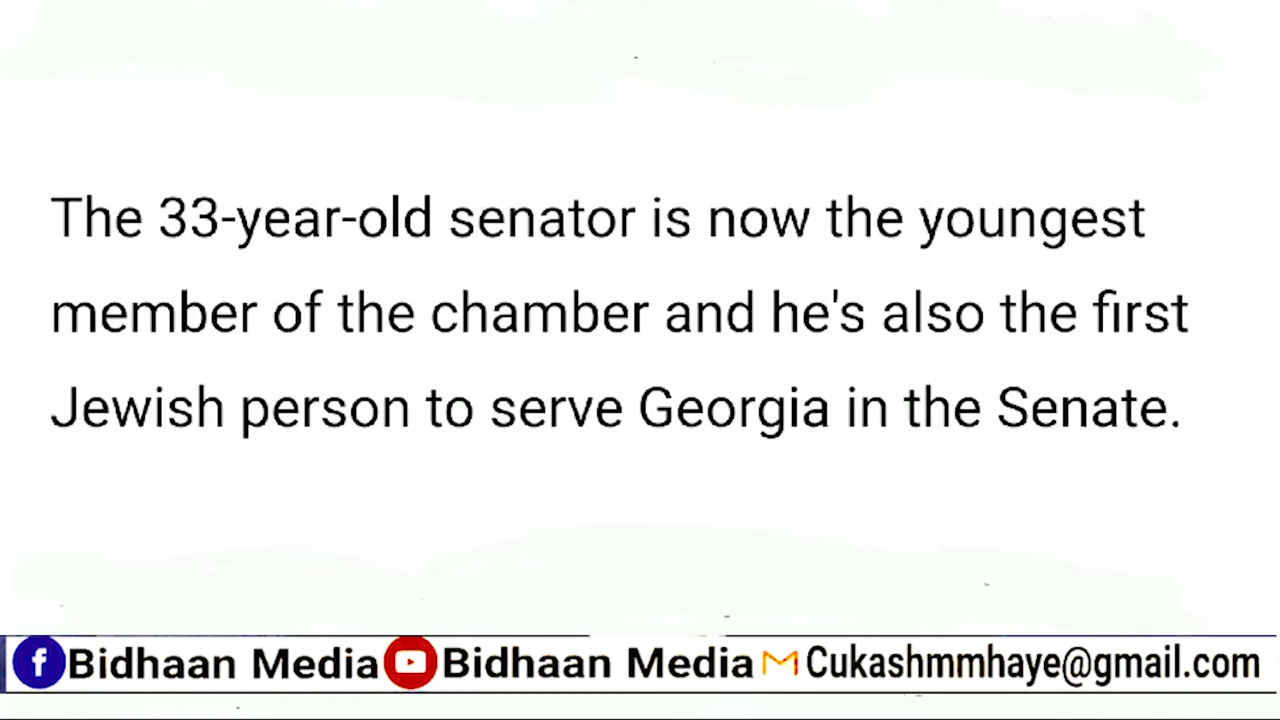 The 33-year-old senator is now the youngest
member of the chamber and he's also the first
Jewish person to serve Georgia in the Senate.
Bidhaan Media Bidhaan Media Cukashmmhaye@gmail.com